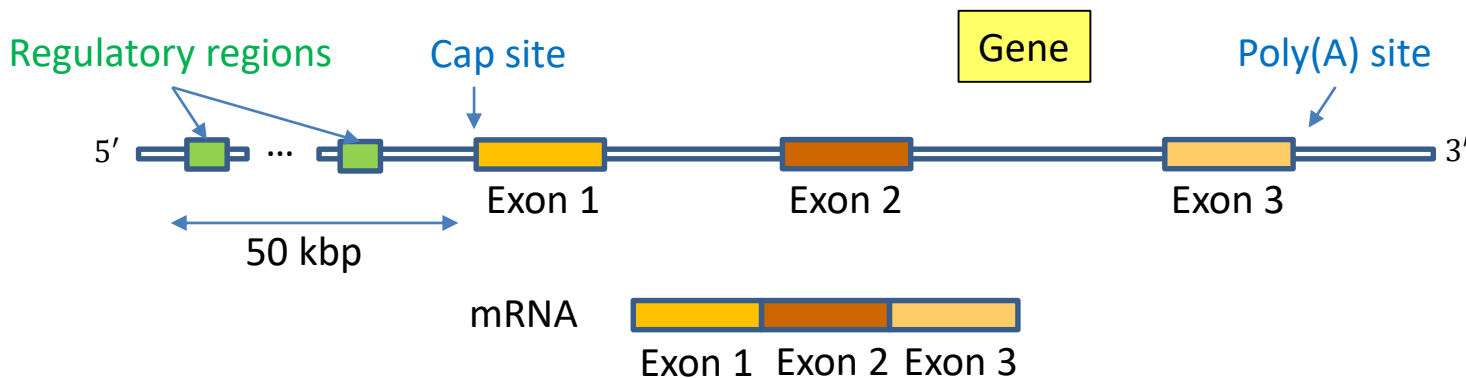 Gene
Regulatory regions
Cap site
Poly(A) site
5′
...
3′
Exon 1
Exon 2
Exon 3
50 kbp
mRNA
Exon 1
Exon 2
Exon 3